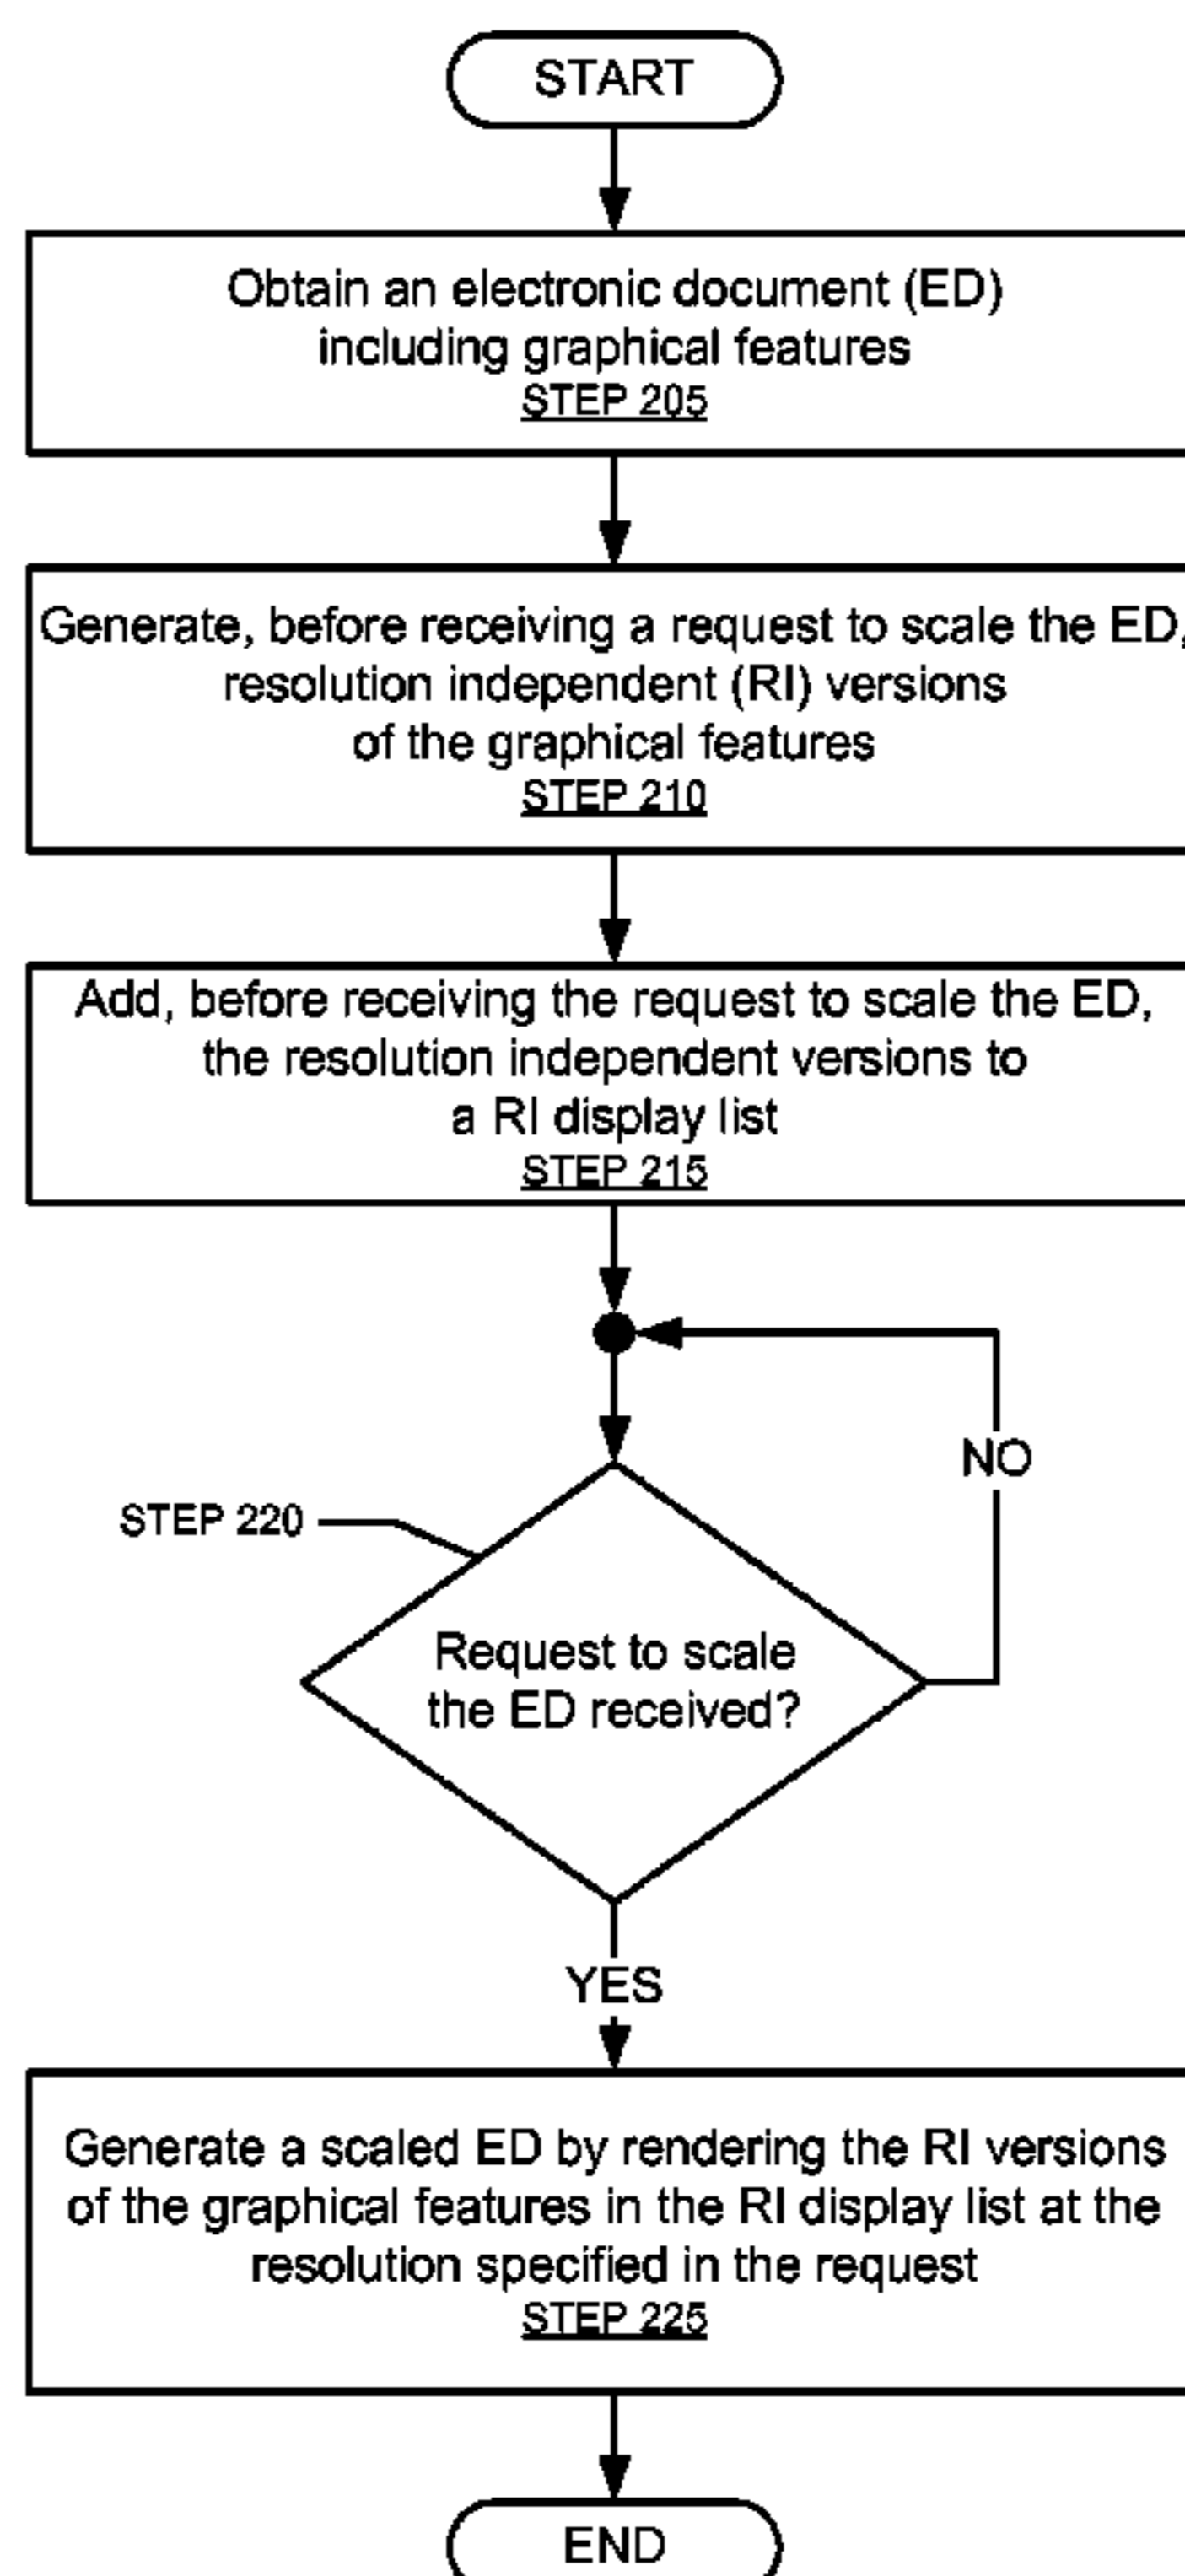 START
Obtain an electronic document (ED)
including graphical features
STEP 205
Generate, before receiving a request to scale the ED,
resolution independent (RI) versions
of the graphical features
STEP 210
Add, before receiving the request to scale the ED,
the resolution independent versions to
a RI display list
STEP 215
NO
STEP 220
Request to scale
the ED received?
YES
Generate a scaled ED by rendering the RI versions
of the graphical features in the RI display list at the
resolution specified in the request
STEP 225
END